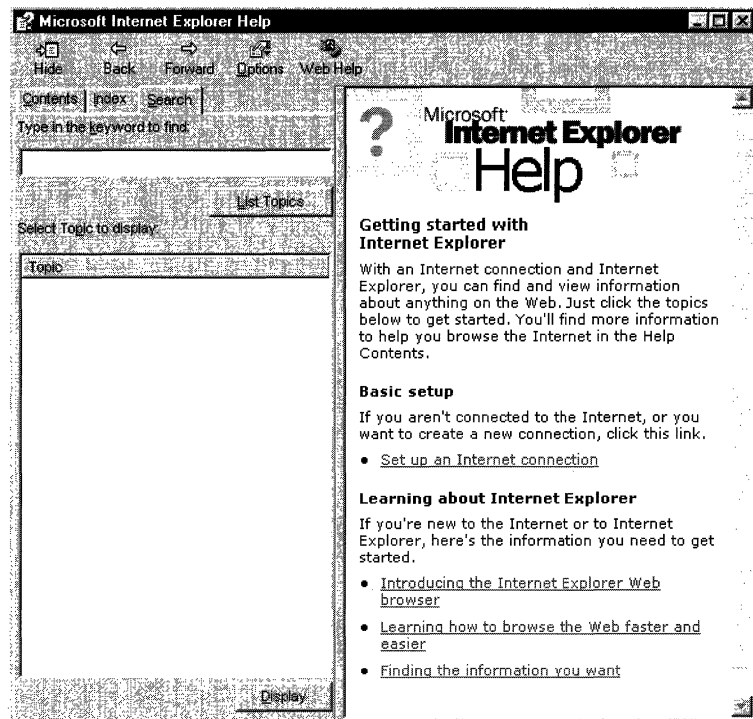 Microsoft Internet Explorer Help
Hide Back Forward Options Web Help
Contents Index Search
Type in the keyword to find:
List Topics
Select Topic to display:
Topic
Display
?
Microsoft
Internet Explorer
Help
Getting started with
Internet Explorer
With an Internet connection and Internet
Explorer, you can find and view information
about anything on the Web. Just click the topics
below to get started. You'll find more information
to help you browse the Internet in the Help
Contents.
Basic setup
If you aren't connected to the Internet, or you
want to create a new connection, click this link.
• Set up an Internet connection
Learning about Internet Explorer
If you're new to the Internet or to Internet
Explorer, here's the information you need to get
started.
• Introducing the Internet Explorer Web
browser
• Learning how to browse the Web faster and
easier
• Finding the information you want